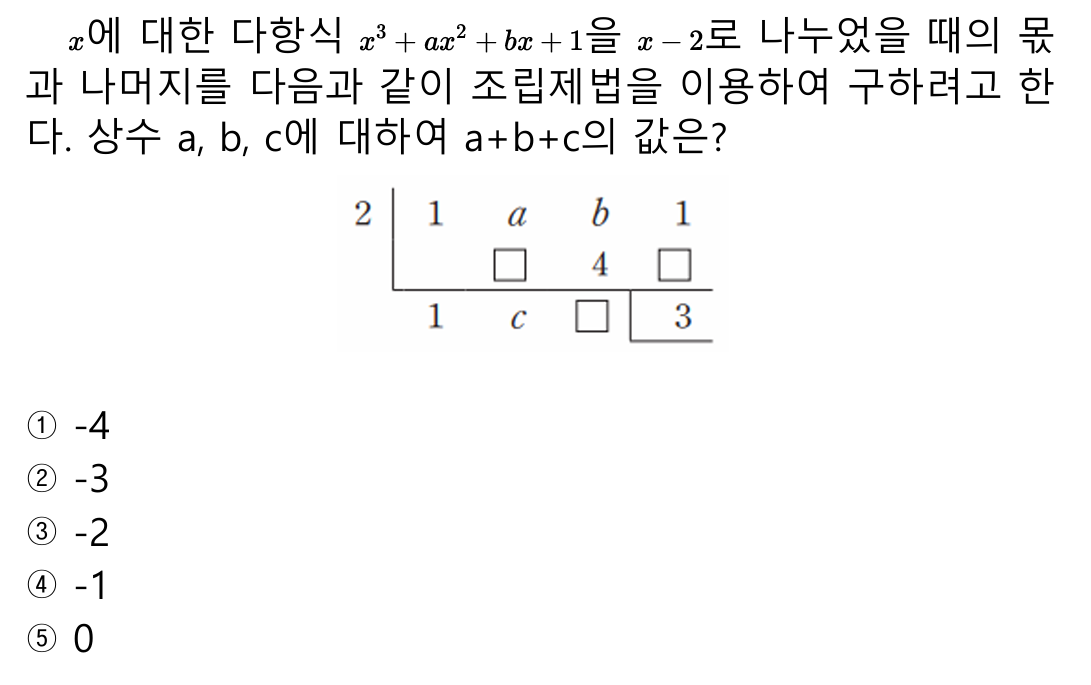 x에 대한 다항식 x³ + ax² + bx + 1을 x − 2로 나누었을 때의 몫
과 나머지를 다음과 같이 조립제법을 이용하여 구하려고 한
다. 상수 a, b, c에 대하여 a+b+c의 값은?
2 1 a b 1
□ 4 □
1 c □ 3
① -4
② -3
③ -2
④ -1
⑤ 0